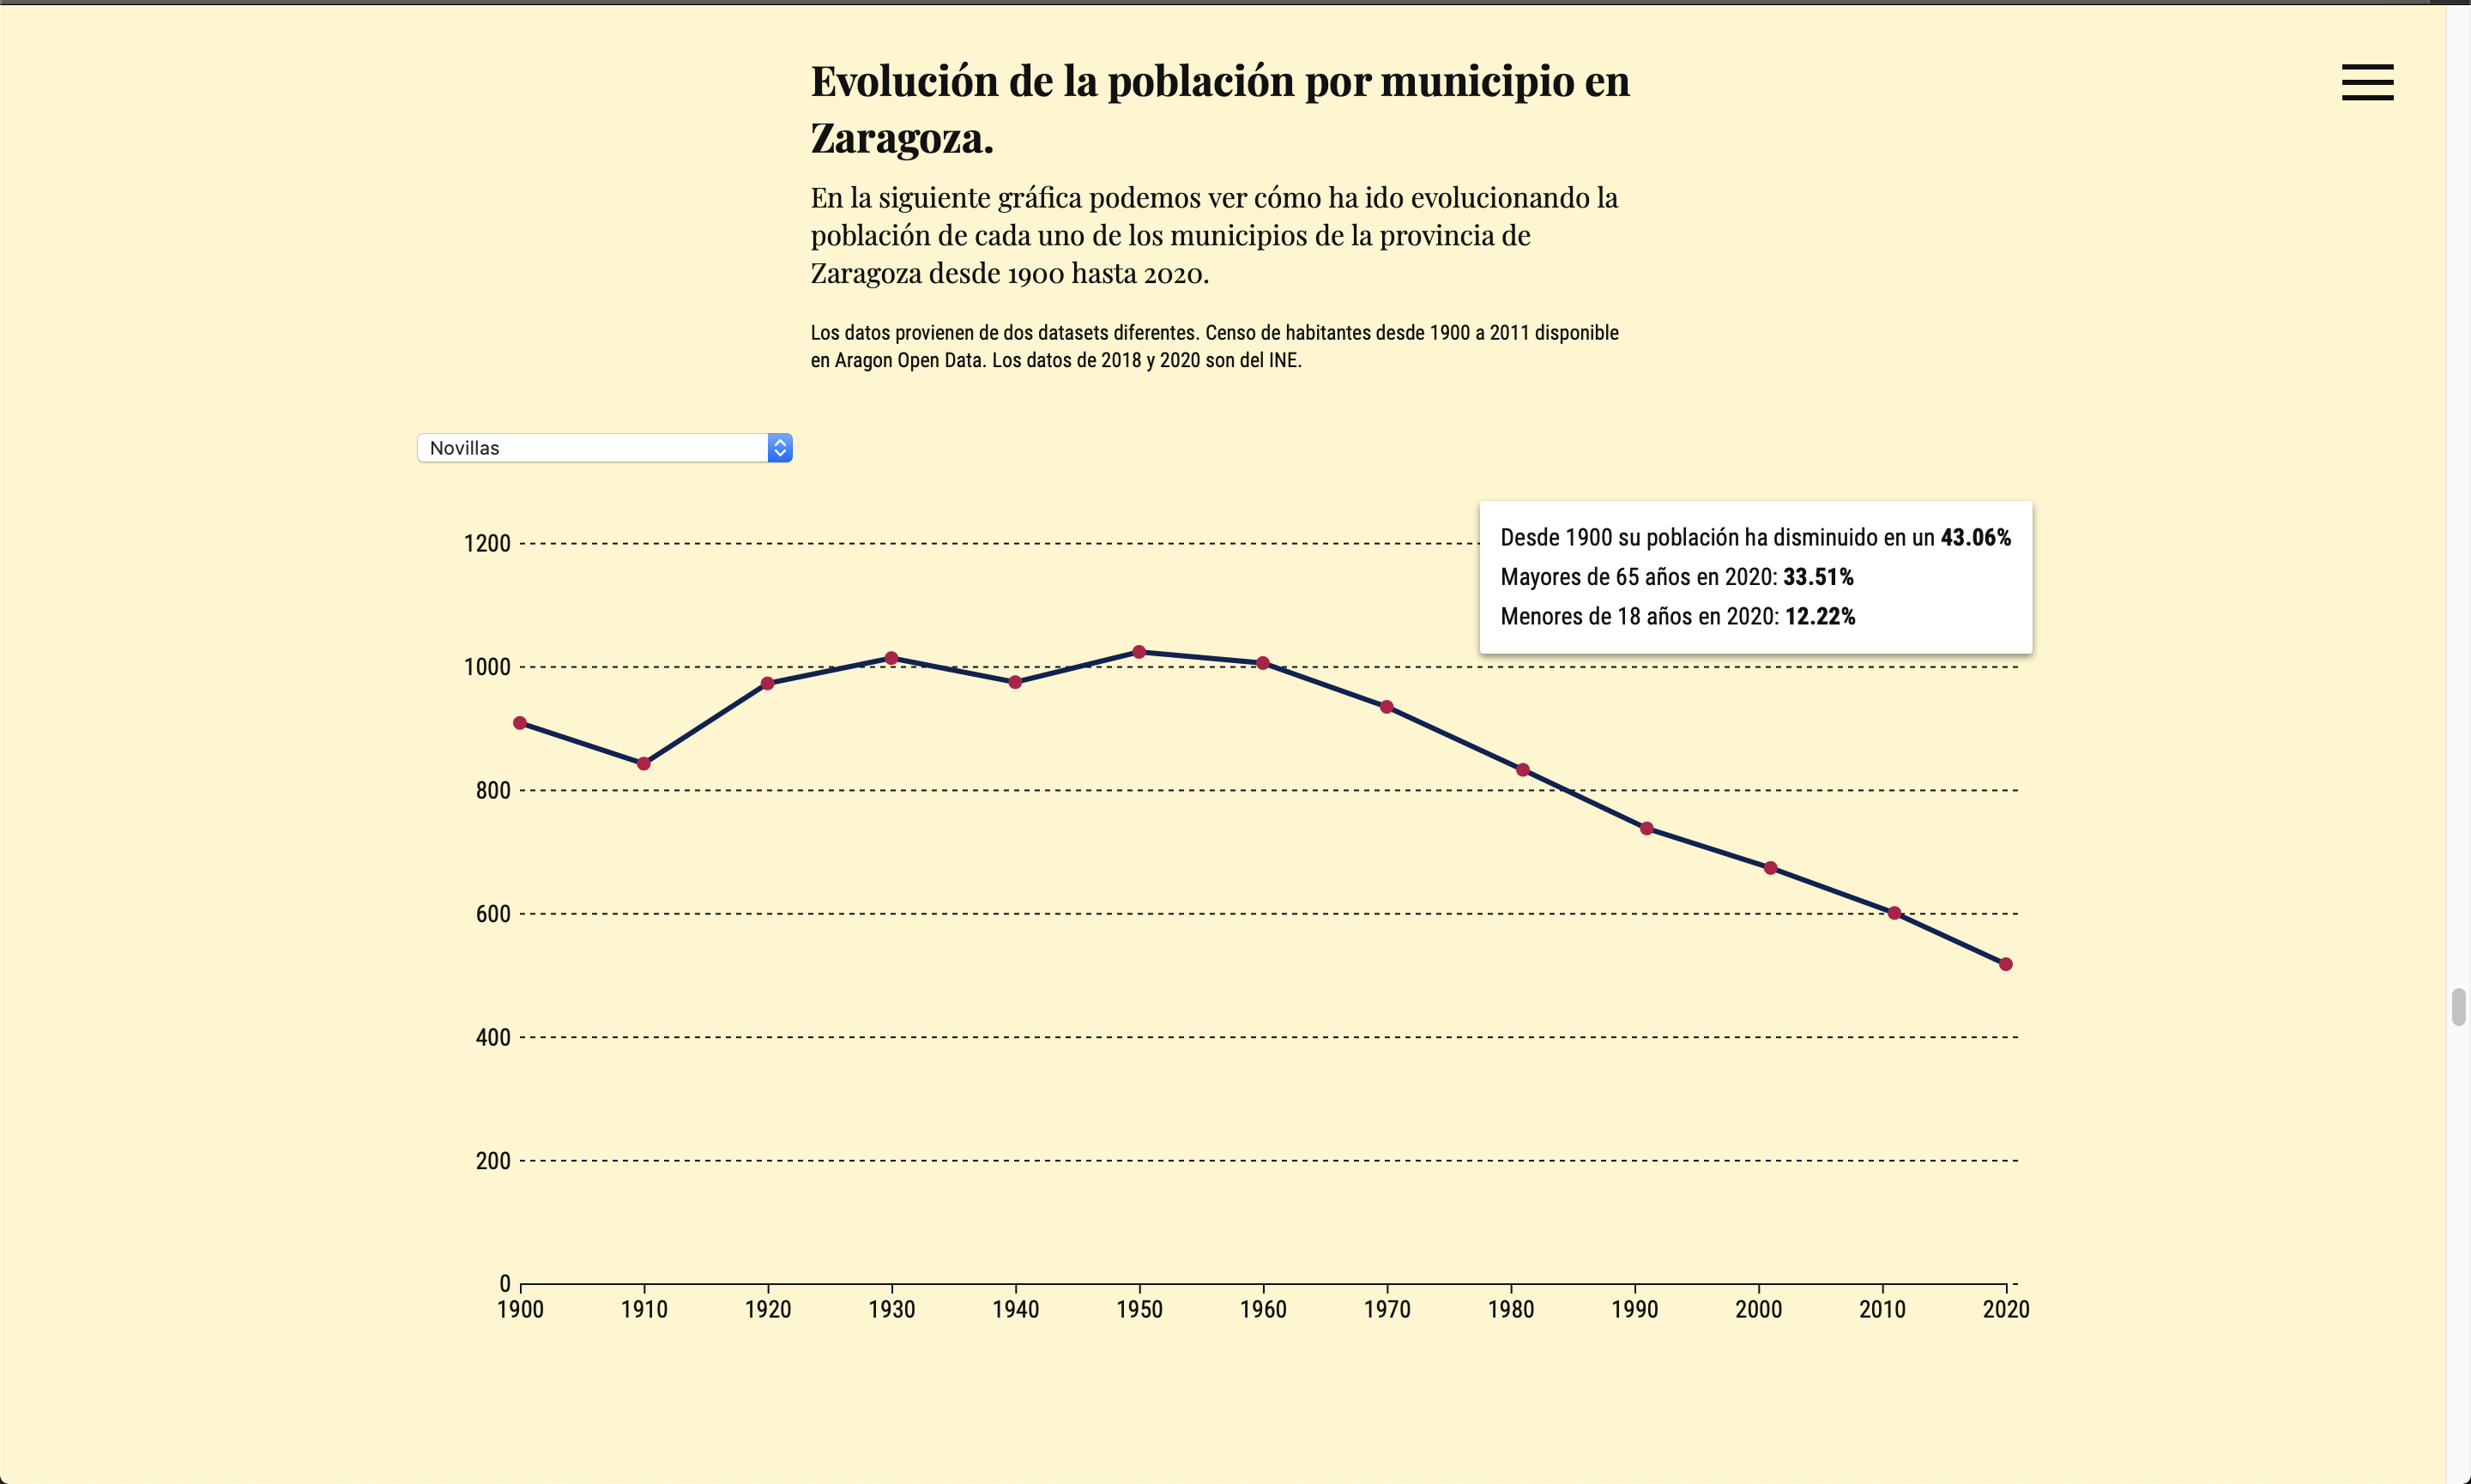 Evolución de la población por municipio en
Zaragoza.
En la siguiente gráfica podemos ver cómo ha ido evolucionando la
población de cada uno de los municipios de la provincia de
Zaragoza desde 1900 hasta 2020.
Los datos provienen de dos datasets diferentes. Censo de habitantes desde 1900 a 2011 disponible
en Aragon Open Data. Los datos de 2018 y 2020 son del INE.
Novillas
Desde 1900 su población ha disminuido en un 43.06%
Mayores de 65 años en 2020: 33.51%
Menores de 18 años en 2020: 12.22%
1200
1000
800
600
400
200
0
1900 1910 1920 1930 1940 1950 1960 1970 1980 1990 2000 2010 2020